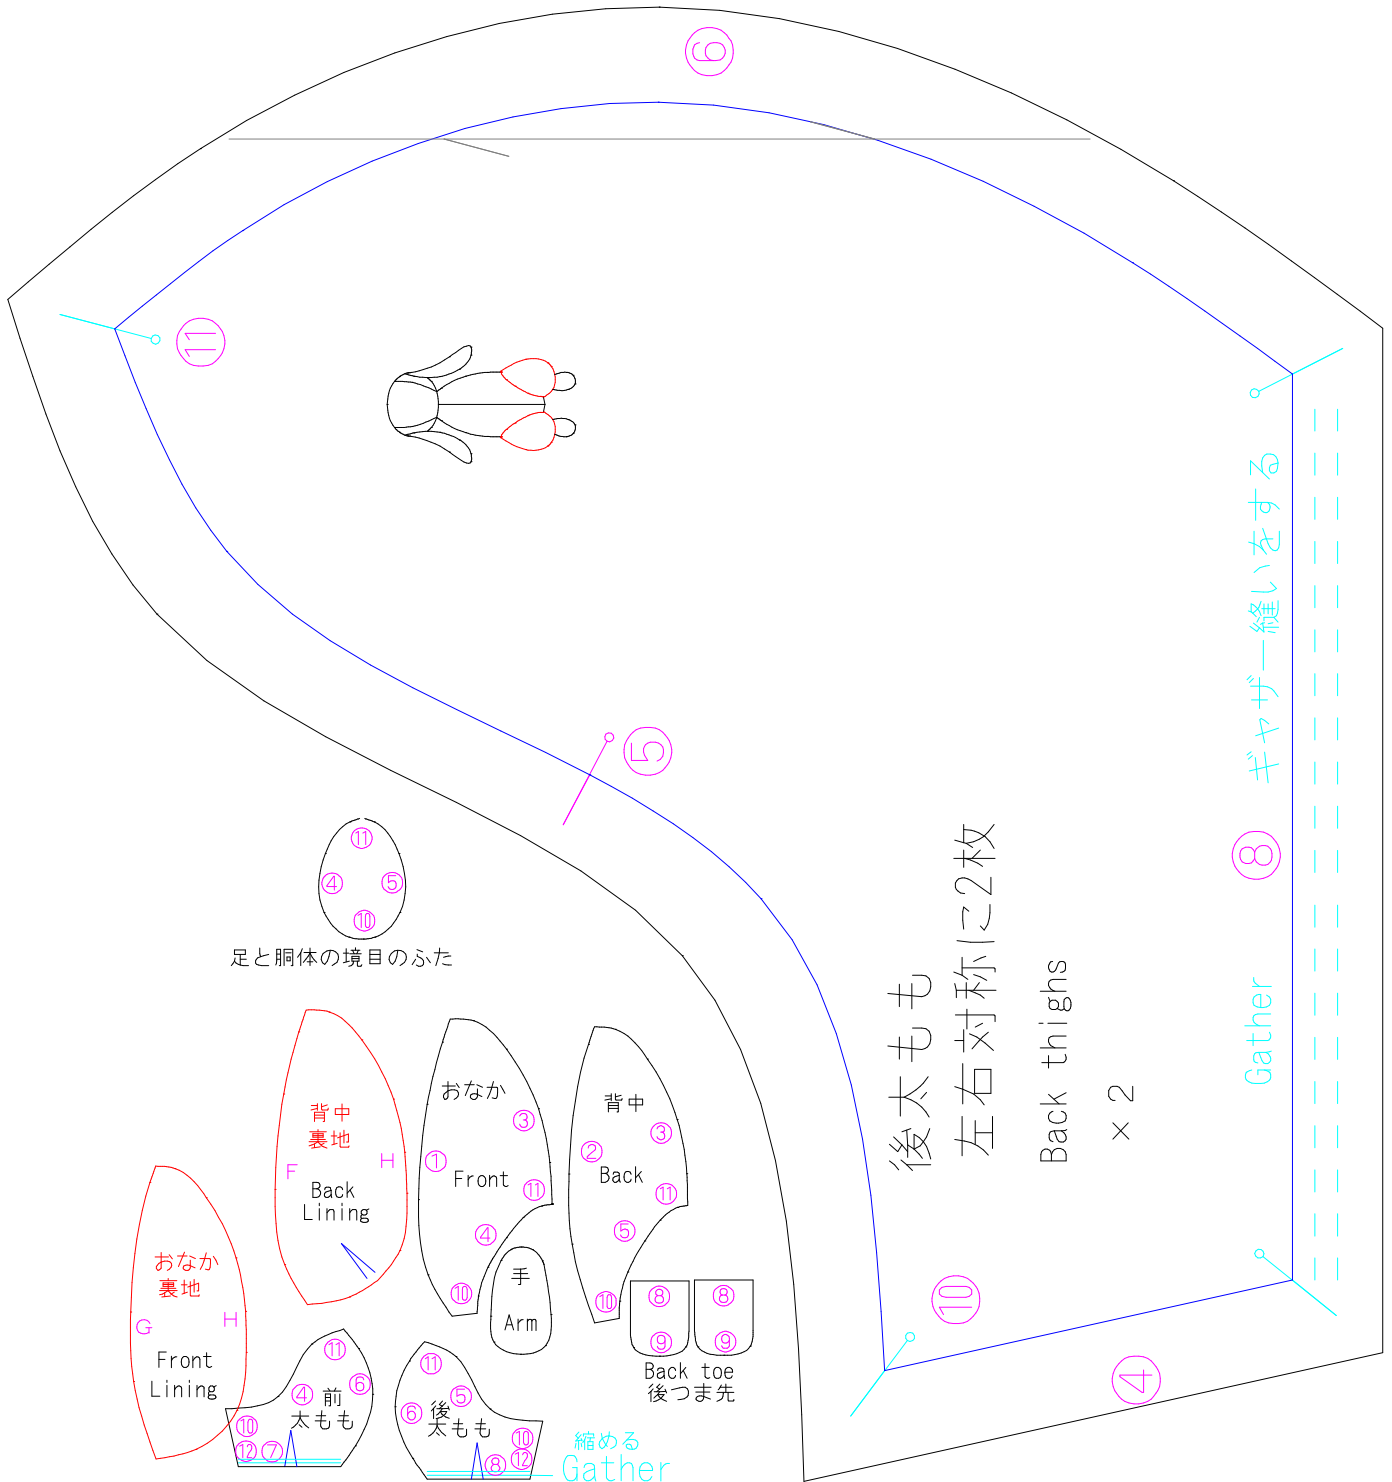 ⑥
⑪
⑤
ギャザー縫いをする
⑧
Gather
後太もも
左右対称に2枚
Back thighs
×2
⑩
④
⑪
④ ⑤
⑩
足と胴体の境目のふた
背中
裏地
F H
Back
Lining
おなか
③
①
Front
⑪
④
⑩
背中
③
②
Back
⑪
⑤
⑩
おなか
裏地
G H
Front
Lining
手
Arm
⑧ ⑧
⑨ ⑨
Back toe
後つま先
⑪
⑥
④ 前
太もも
⑩
⑫ ⑦
⑪
⑤
⑥ 後
太もも
⑩
⑧ ⑫
縮める
Gather